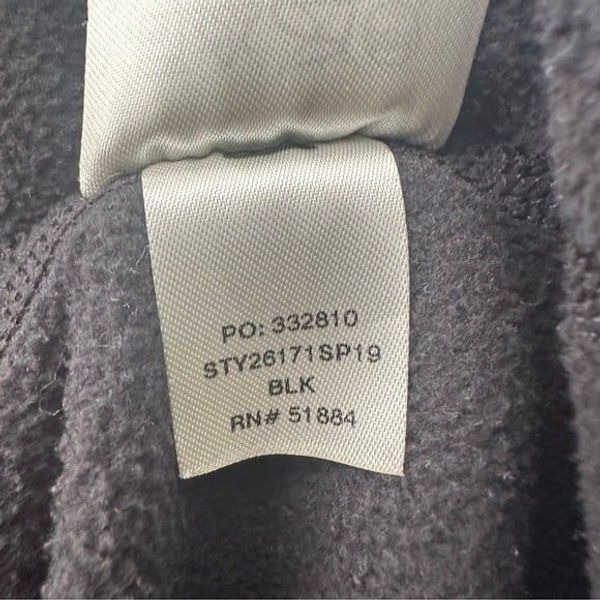 PO: 332810
STY26171SP19
BLK
RN# 51884